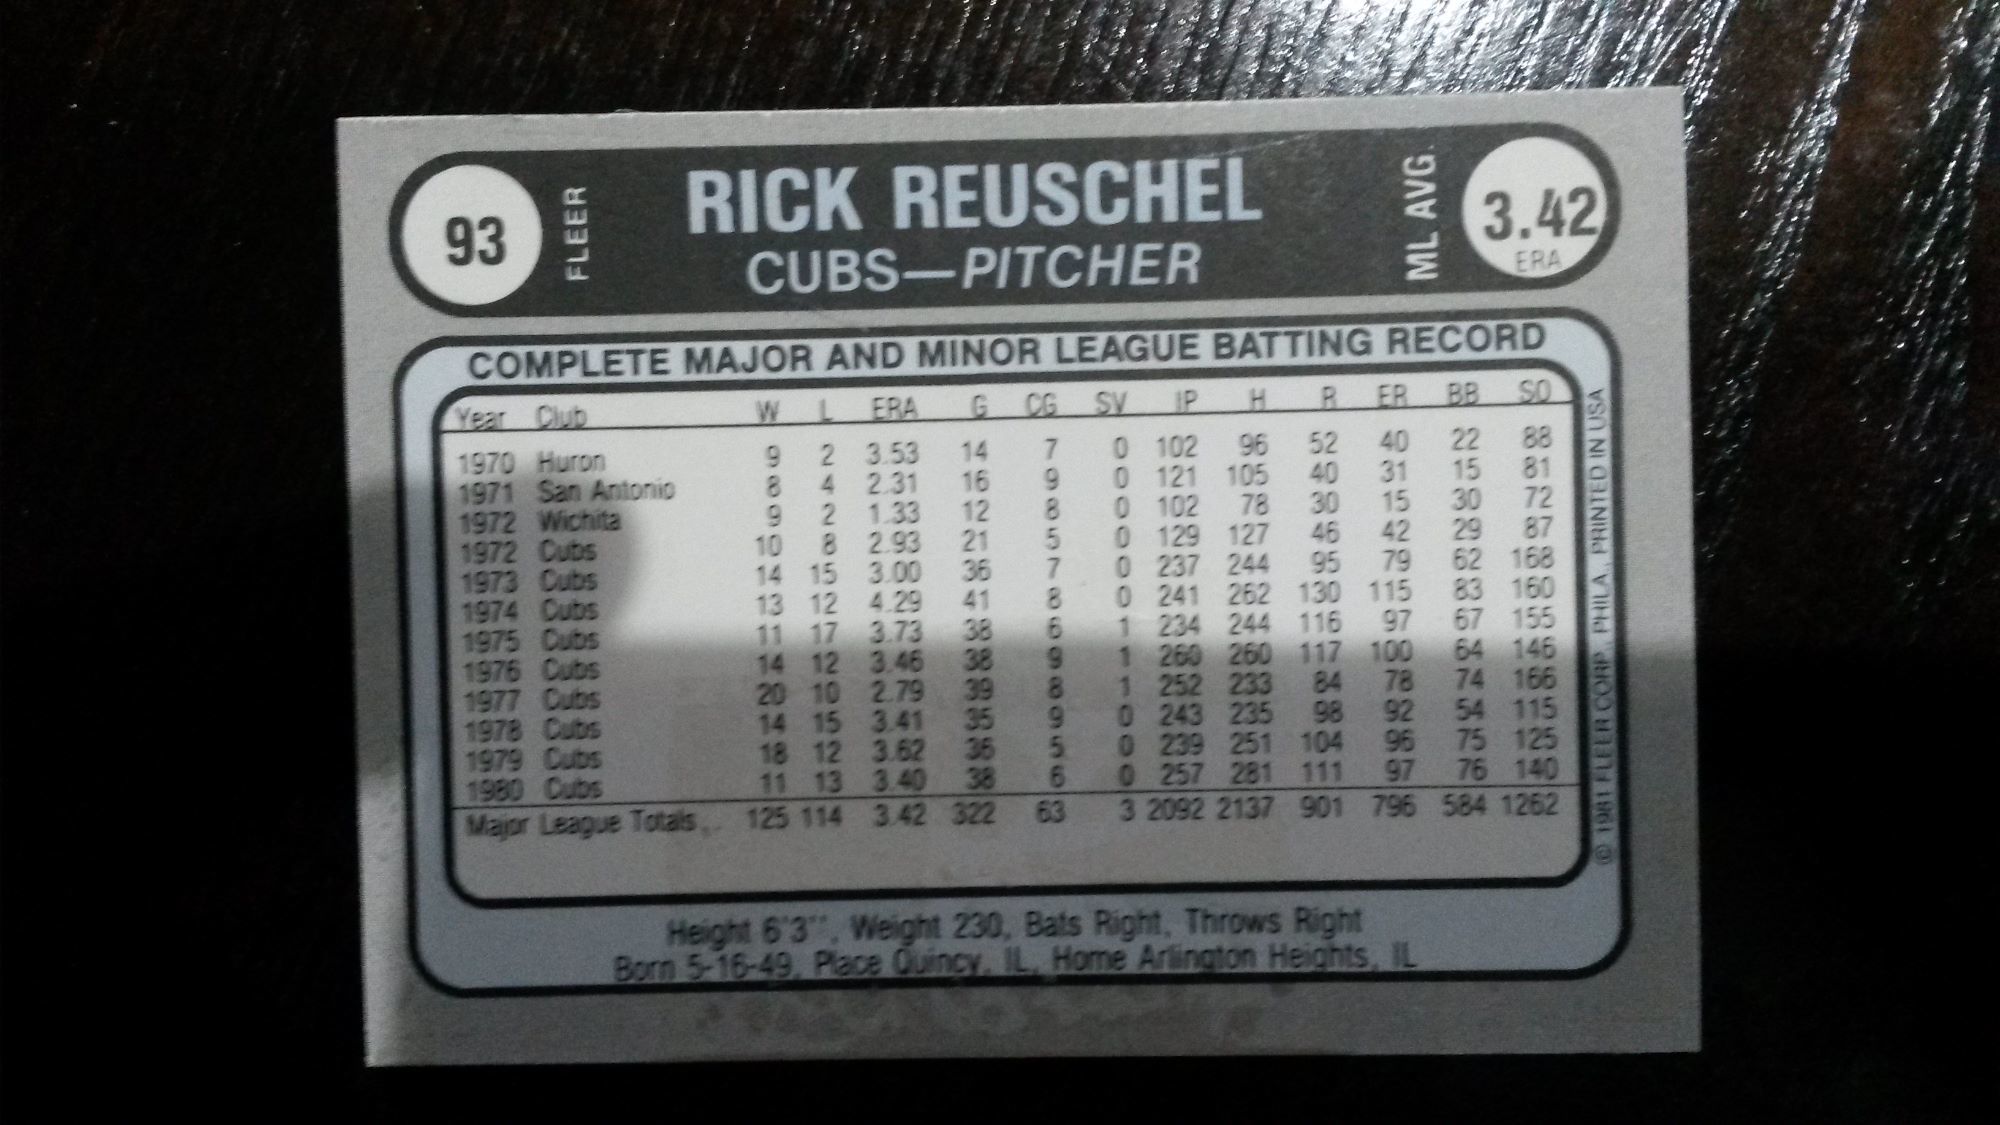 93 FLEER RICK REUSCHEL ML AVG. 3.42
CUBS—PITCHER ERA
COMPLETE MAJOR AND MINOR LEAGUE BATTING RECORD
Year Club W L ERA G CG SV IP H R ER BB SO
1970 Huron 9 2 3.53 14 7 0 102 96 52 40 22 88
1971 San Antonio 8 4 2.31 16 9 0 121 105 40 31 15 81
1972 Wichita 9 2 1.33 12 8 0 102 78 30 15 30 72
1972 Cubs 10 8 2.93 21 5 0 129 127 46 42 29 87
1973 Cubs 14 15 3.00 36 7 0 237 244 95 79 62 168
1974 Cubs 13 12 4.29 41 8 0 241 262 130 115 83 160
1975 Cubs 11 17 3.73 38 6 1 234 244 116 97 67 155
1976 Cubs 14 12 3.46 38 9 1 260 260 117 100 64 146
1977 Cubs 20 10 2.79 39 8 1 252 233 84 78 74 166
1978 Cubs 14 15 3.41 35 9 0 243 235 98 92 54 115
1979 Cubs 18 12 3.62 36 5 0 239 251 104 96 75 125
1980 Cubs 11 13 3.40 38 6 0 257 281 111 97 76 140
Major League Totals.. 125 114 3.42 322 63 3 2092 2137 901 796 584 1262
Height 6'3'', Weight 230, Bats Right, Throws Right
Born 5-16-49, Place Quincy, IL, Home Arlington Heights, IL
© 1981 FLEER CORP., PHILA., PRINTED IN USA